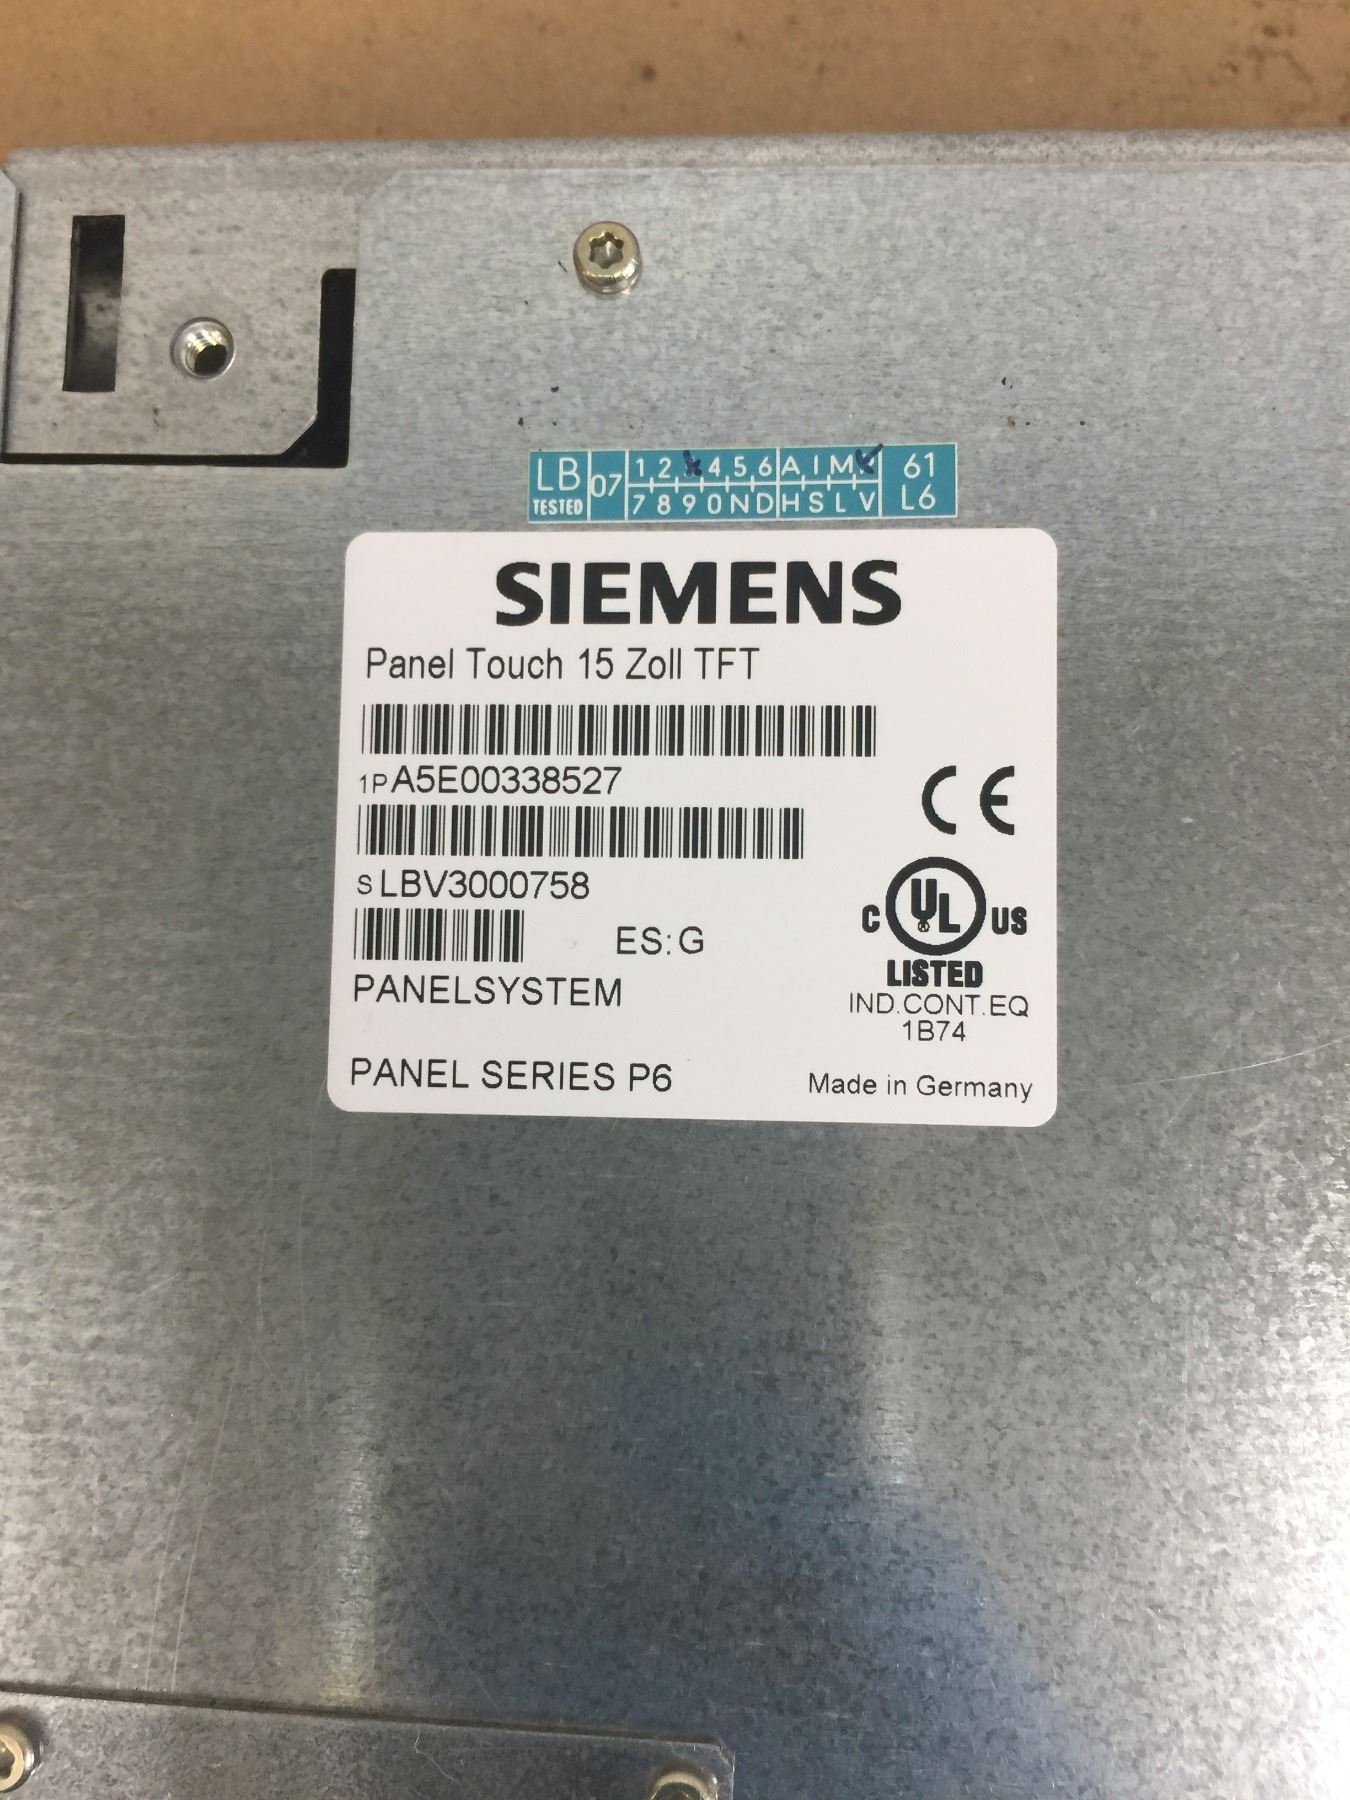 LB TESTED 07 1 2 4 5 6 A I M 61
7 8 9 0 N D H S L V L6
SIEMENS
Panel Touch 15 Zoll TFT
1P A5E00338527
S LBV3000758
ES: G
PANELSYSTEM
PANEL SERIES P6
CE
C UL US
LISTED
IND.CONT.EQ
1B74
Made in Germany